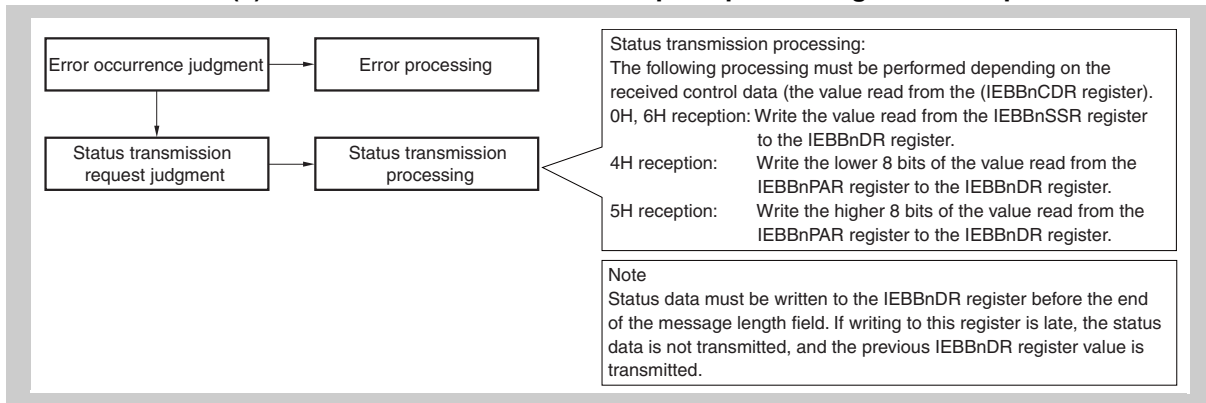 Error occurrence judgment
Error processing
Status transmission
request judgment
Status transmission
processing
Status transmission processing:
The following processing must be performed depending on the
received control data (the value read from the (IEBBnCDR register).
0H, 6H reception: Write the value read from the IEBBnSSR register
to the IEBBnDR register.
4H reception: Write the lower 8 bits of the value read from the
IEBBnPAR register to the IEBBnDR register.
5H reception: Write the higher 8 bits of the value read from the
IEBBnPAR register to the IEBBnDR register.
Note
Status data must be written to the IEBBnDR register before the end
of the message length field. If writing to this register is late, the status
data is not transmitted, and the previous IEBBnDR register value is
transmitted.